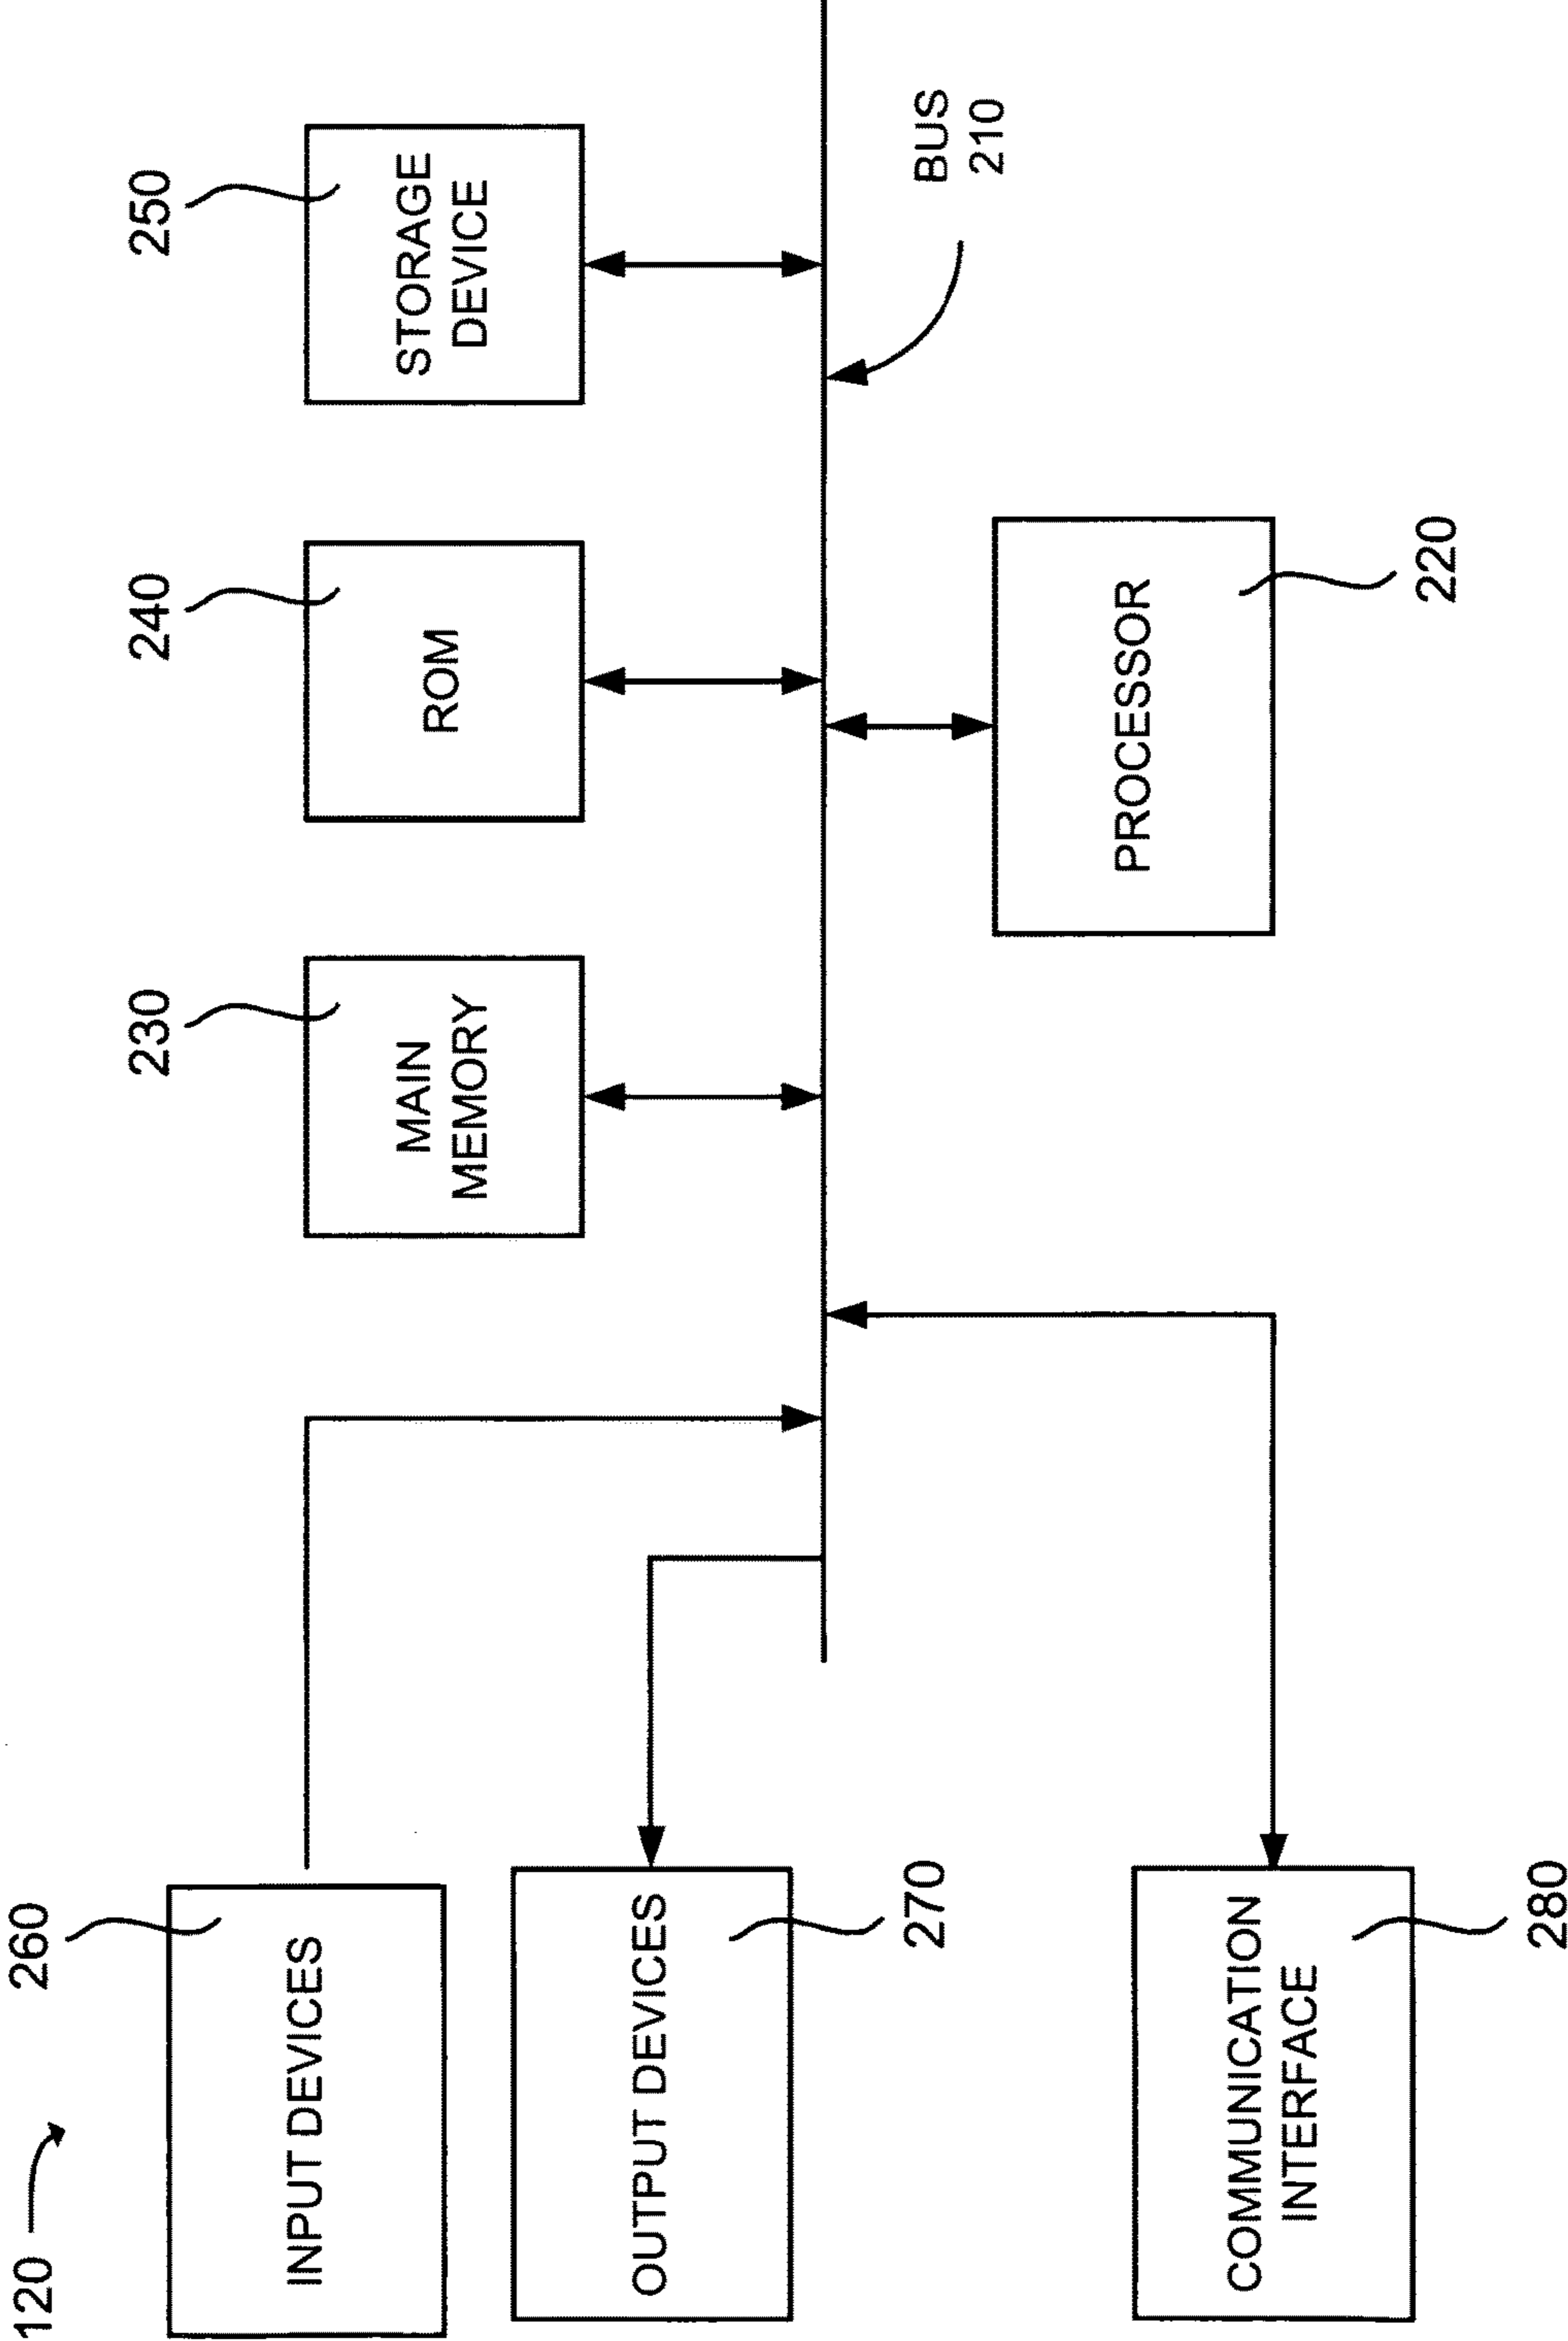 120
260
INPUT DEVICES
OUTPUT DEVICES
270
COMMUNICATION
INTERFACE
280
230
MAIN
MEMORY
240
ROM
250
STORAGE
DEVICE
BUS
210
PROCESSOR
220